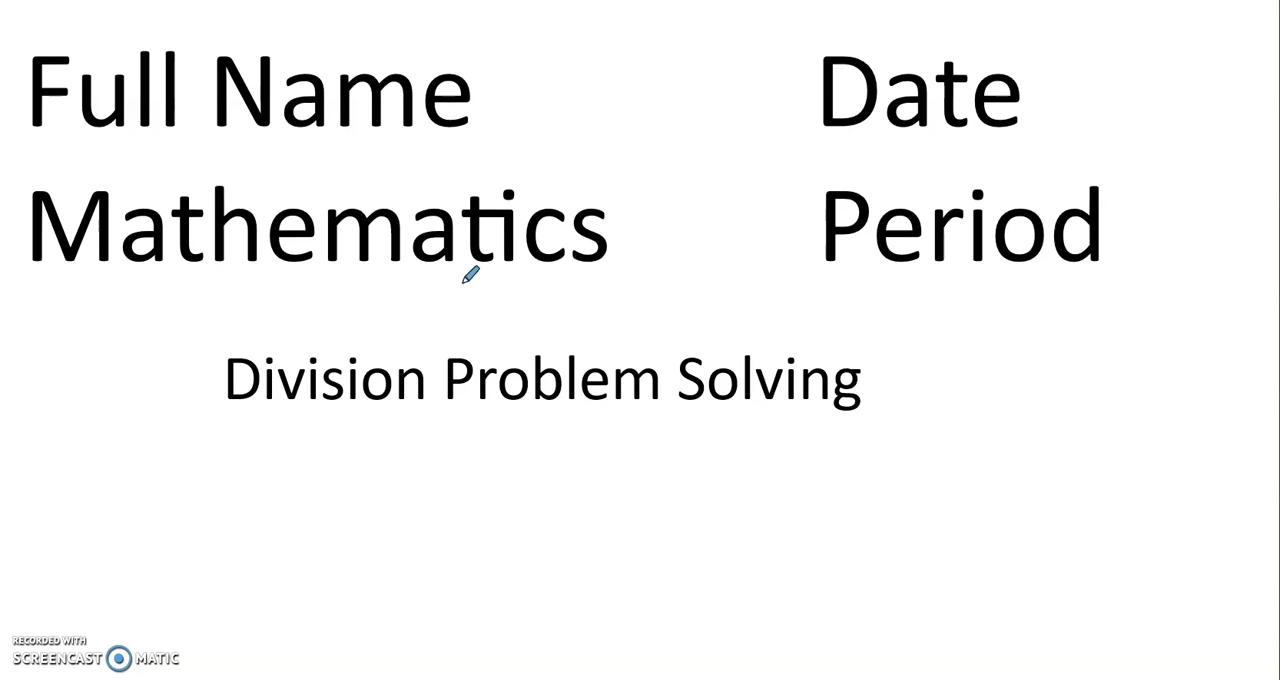 Full Name Date
Mathematics Period
Division Problem Solving
RECORDED WITH
SCREENCAST MATIC